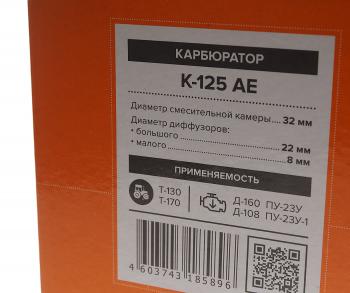 КАРБЮРАТОР
К-125 АЕ
Диаметр смесительной камеры.... 32 мм
Диаметр диффузоров:
• большого ........................ 22 мм
• малого ............................ 8 мм
ПРИМЕНЯЕМОСТЬ
Т-130 Д-160 ПУ-23У
Т-170 Д-108 ПУ-23У-1
4 603743 185896